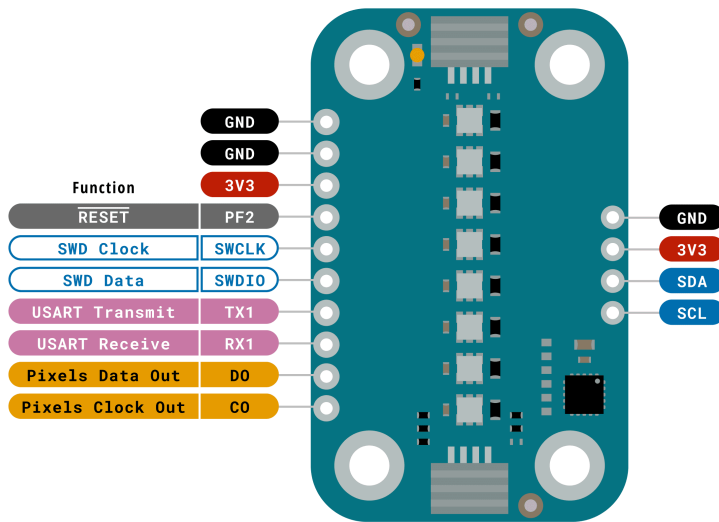 GND
GND
Function
3V3
RESET PF2
SWD Clock SWCLK
SWD Data SWDIO
USART Transmit TX1
USART Receive RX1
Pixels Data Out DO
Pixels Clock Out CO
GND
3V3
SDA
SCL